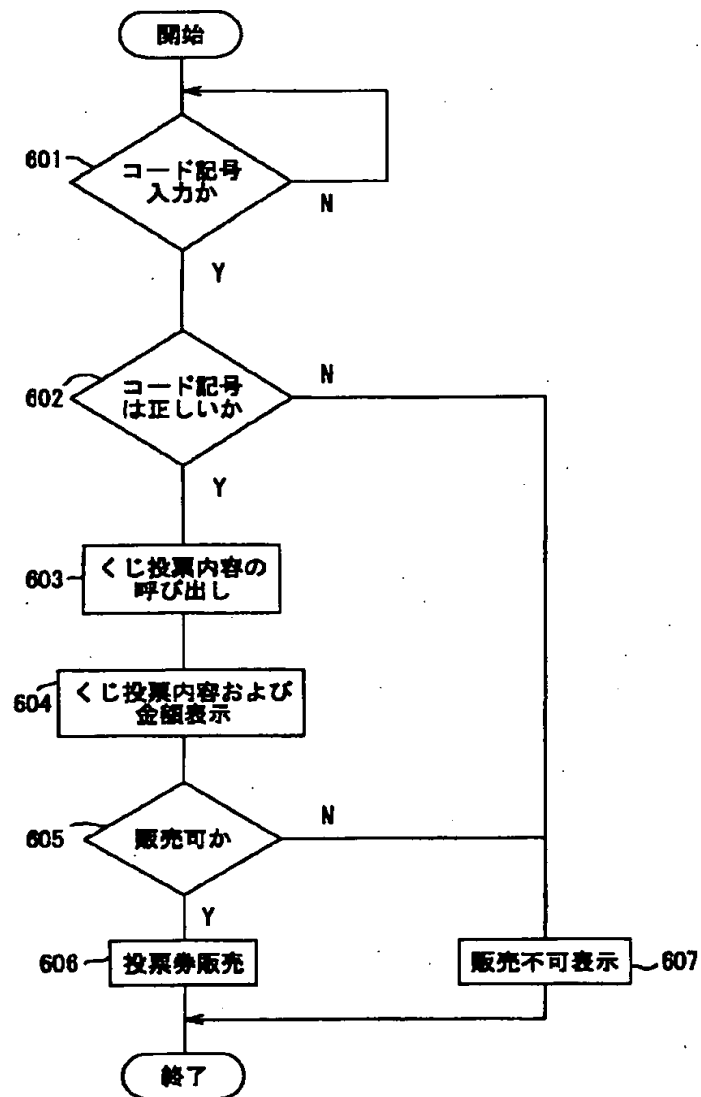 開始
601
コード記号
入力か
N
Y
602
コード記号
は正しいか
N
Y
603
くじ投票内容の
呼び出し
604
くじ投票内容および
金額表示
605
販売可か
N
Y
606
投票券販売
販売不可表示
607
終了